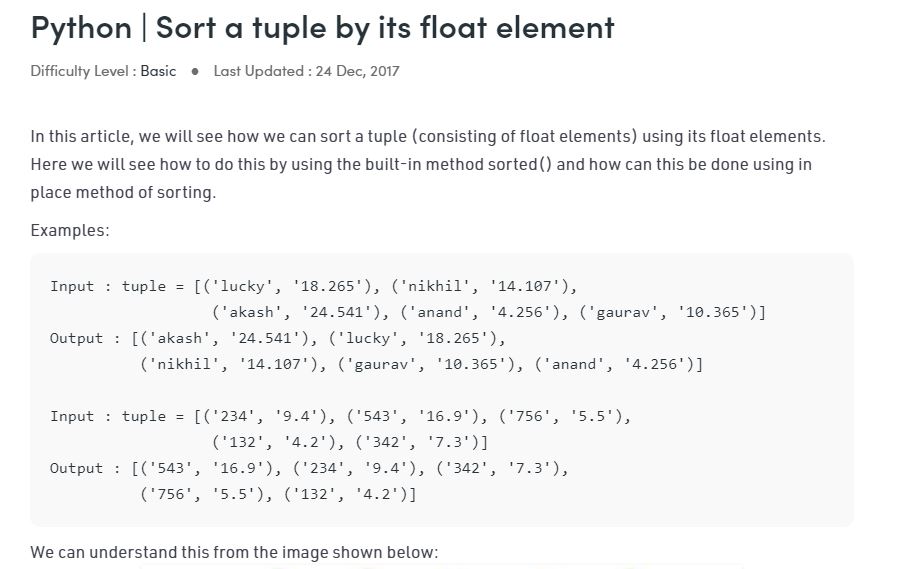 Python | Sort a tuple by its float element
Difficulty Level : Basic ● Last Updated : 24 Dec, 2017
In this article, we will see how we can sort a tuple (consisting of float elements) using its float elements.
Here we will see how to do this by using the built-in method sorted() and how can this be done using in
place method of sorting.
Examples:
Input : tuple = [('lucky', '18.265'), ('nikhil', '14.107'),
('akash', '24.541'), ('anand', '4.256'), ('gaurav', '10.365')]
Output : [('akash', '24.541'), ('lucky', '18.265'),
('nikhil', '14.107'), ('gaurav', '10.365'), ('anand', '4.256')]
Input : tuple = [('234', '9.4'), ('543', '16.9'), ('756', '5.5'),
('132', '4.2'), ('342', '7.3')]
Output : [('543', '16.9'), ('234', '9.4'), ('342', '7.3'),
('756', '5.5'), ('132', '4.2')]
We can understand this from the image shown below: